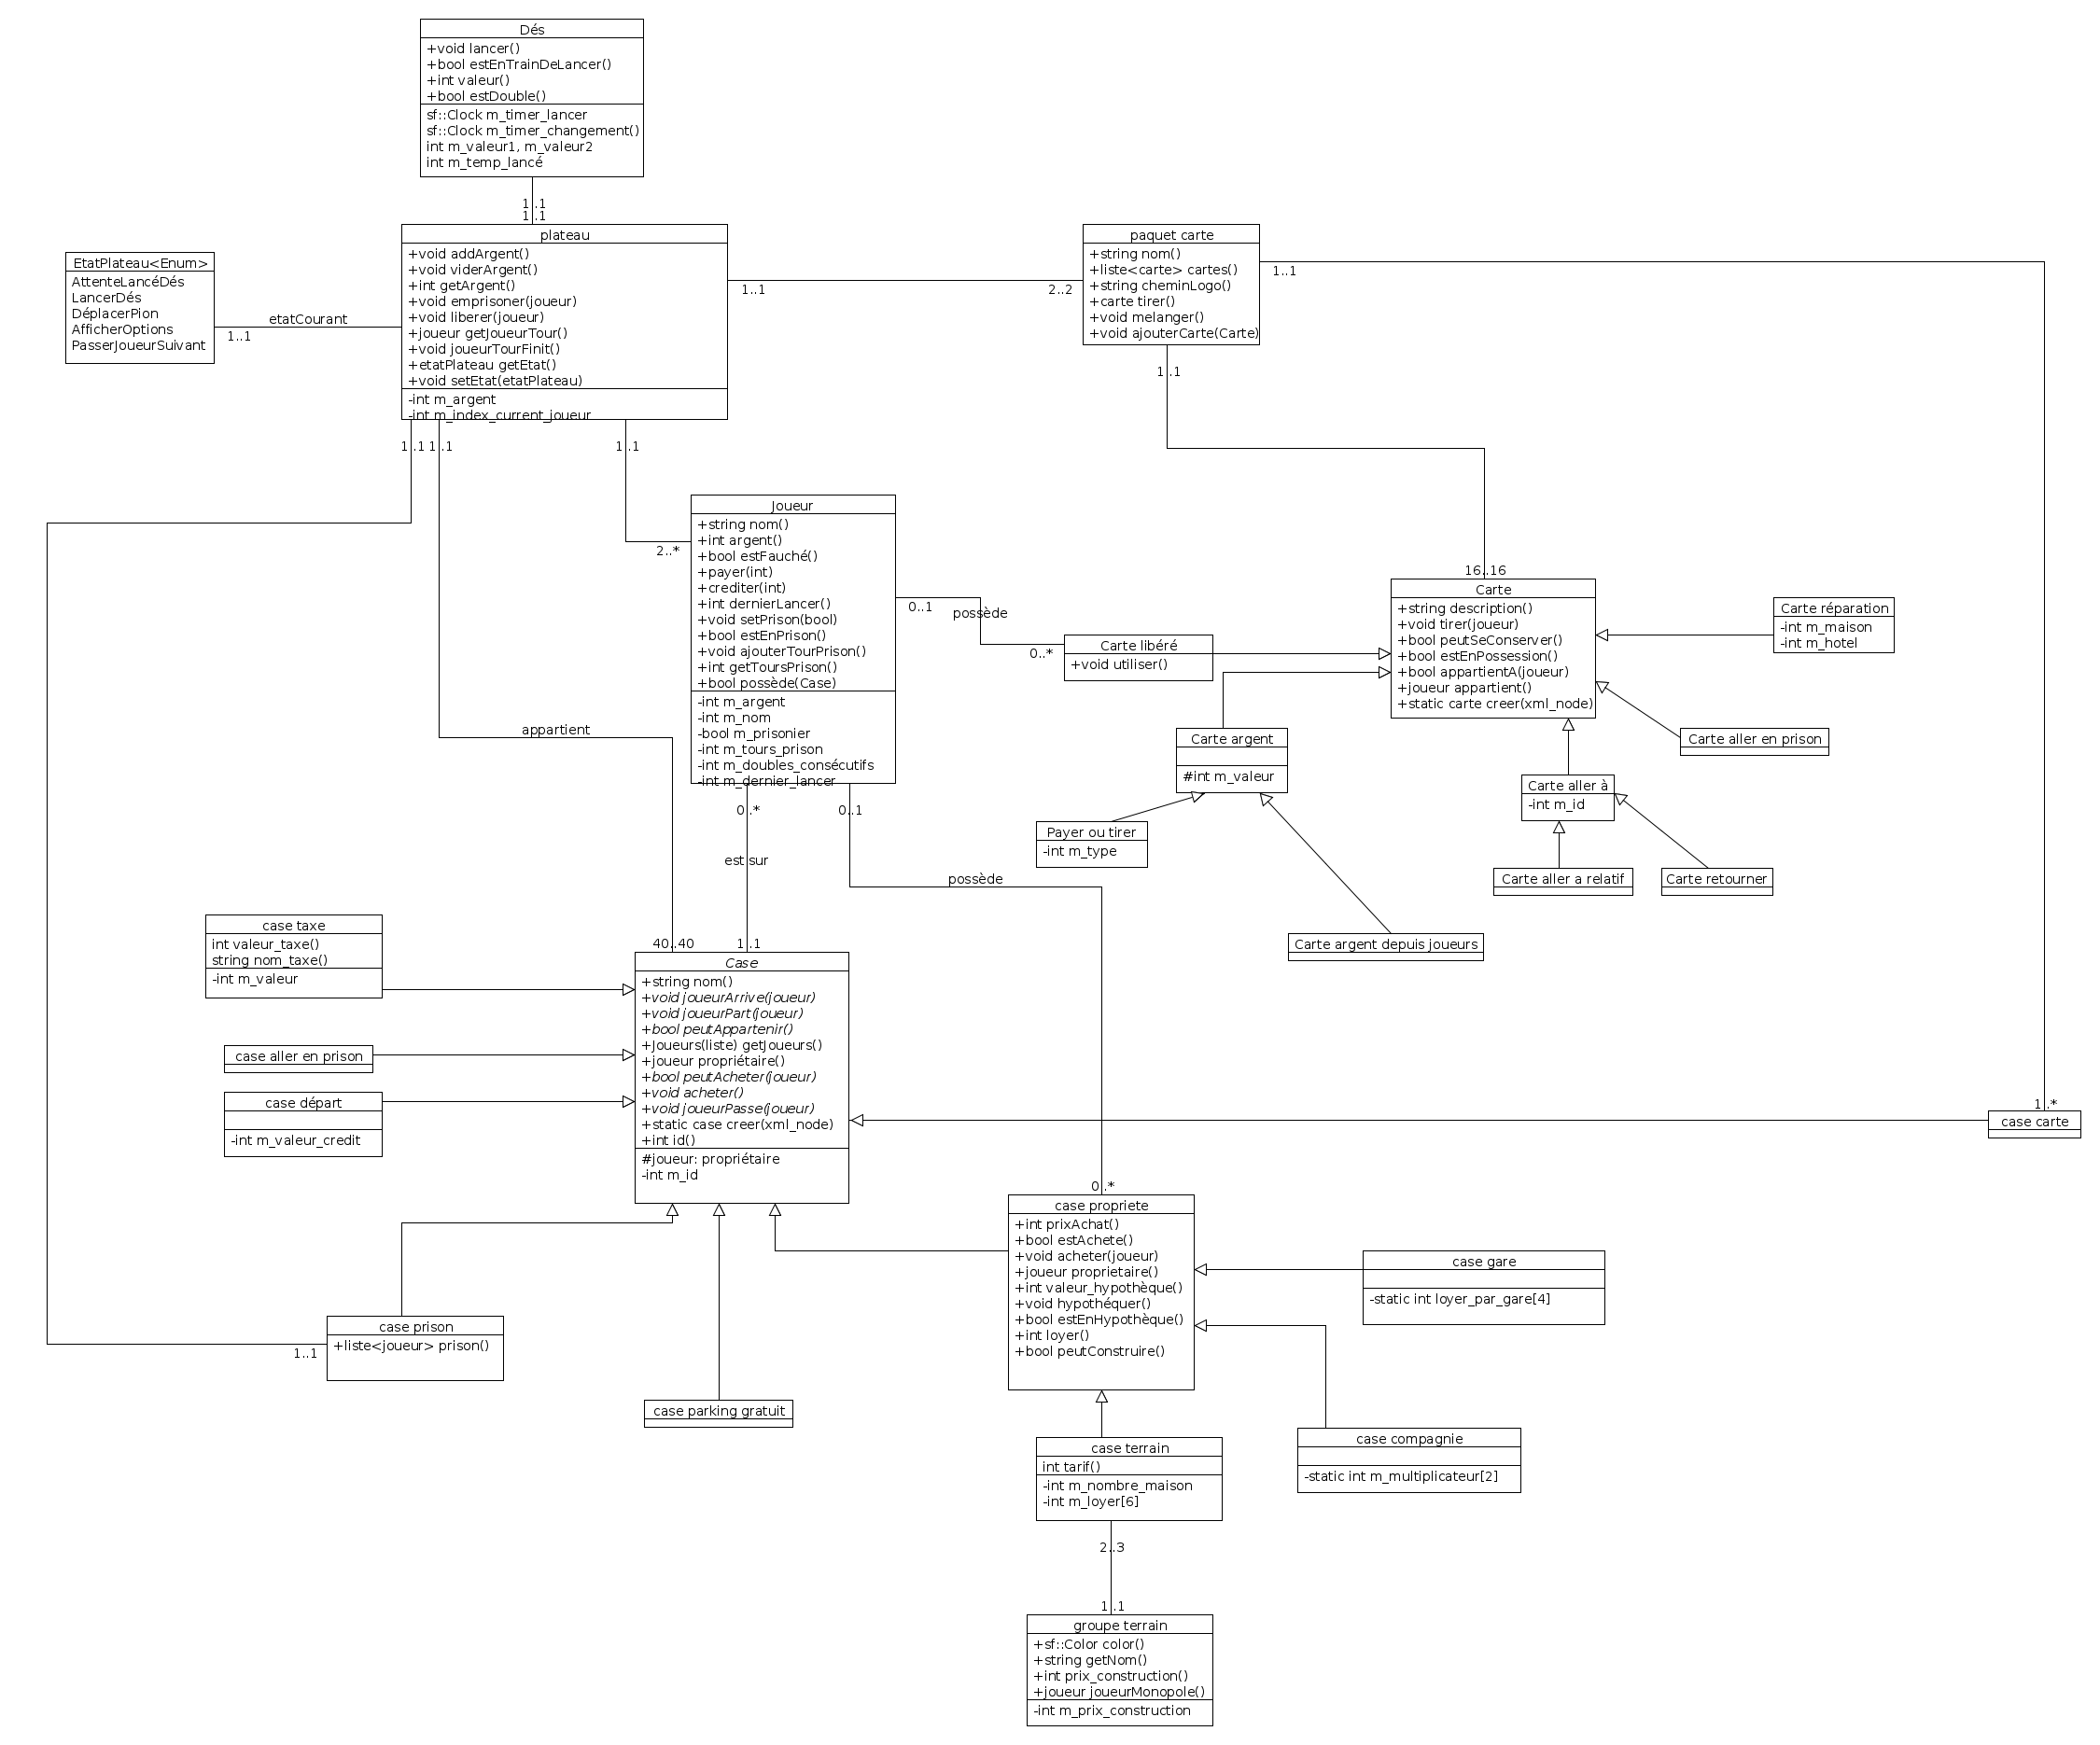 Dés
+void lancer()
+bool estEnTrainDeLancer()
+int valeur()
+bool estDouble()
sf::Clock m_timer_lancer
sf::Clock m_timer_changement()
int m_valeur1, m_valeur2
int m_temp_lancé
1..1
1..1
EtatPlateau<Enum>
AttenteLancéDés
LancerDés
DéplacerPion
AfficherOptions
PasserJoueurSuivant
1..1
etatCourant
plateau
+void addArgent()
+void viderArgent()
+int getArgent()
+void emprisoner(joueur)
+void liberer(joueur)
+joueur getJoueurTour()
+void joueurTourFinit()
+etatPlateau getEtat()
+void setEtat(etatPlateau)
-int m_argent
-int m_index_current_joueur
1..1
2..2
paquet carte
+string nom()
+liste<carte> cartes()
+string cheminLogo()
+carte tirer()
+void melanger()
+void ajouterCarte(Carte)
1..1
1..1
1..1
1..1
1..1
2..*
Joueur
+string nom()
+int argent()
+bool estFauché()
+payer(int)
+crediter(int)
+int dernierLancer()
+void setPrison(bool)
+bool estEnPrison()
+void ajouterTourPrison()
+int getToursPrison()
+bool possède(Case)
-int m_argent
-int m_nom
-bool m_prisonier
-int m_tours_prison
-int m_doubles_consécutifs
-int m_dernier_lancer
0..1
possède
0..*
Carte libéré
+void utiliser()
16..16
Carte
+string description()
+void tirer(joueur)
+bool peutSeConserver()
+bool estEnPossession()
+bool appartientA(joueur)
+joueur appartient()
+static carte creer(xml_node)
Carte réparation
-int m_maison
-int m_hotel
Carte aller en prison
Carte argent
#int m_valeur
Carte aller à
-int m_id
Payer ou tirer
-int m_type
Carte aller a relatif
Carte retourner
Carte argent depuis joueurs
appartient
0..*
0..1
est sur
possède
40..40
1..1
case taxe
int valeur_taxe()
string nom_taxe()
-int m_valeur
case aller en prison
case départ
-int m_valeur_credit
Case
+string nom()
+void joueurArrive(joueur)
+void joueurPart(joueur)
+bool peutAppartenir()
+Joueurs(liste) getJoueurs()
+joueur propriétaire()
+bool peutAcheter(joueur)
+void acheter()
+void joueurPasse(joueur)
+static case creer(xml_node)
+int id()
#joueur: propriétaire
-int m_id
1..*
case carte
0..*
case propriete
+int prixAchat()
+bool estAchete()
+void acheter(joueur)
+joueur proprietaire()
+int valeur_hypothèque()
+void hypothéquer()
+bool estEnHypothèque()
+int loyer()
+bool peutConstruire()
case gare
-static int loyer_par_gare[4]
1..1
case prison
+liste<joueur> prison()
case parking gratuit
case compagnie
-static int m_multiplicateur[2]
case terrain
int tarif()
-int m_nombre_maison
-int m_loyer[6]
2..3
1..1
groupe terrain
+sf::Color color()
+string getNom()
+int prix_construction()
+joueur joueurMonopole()
-int m_prix_construction